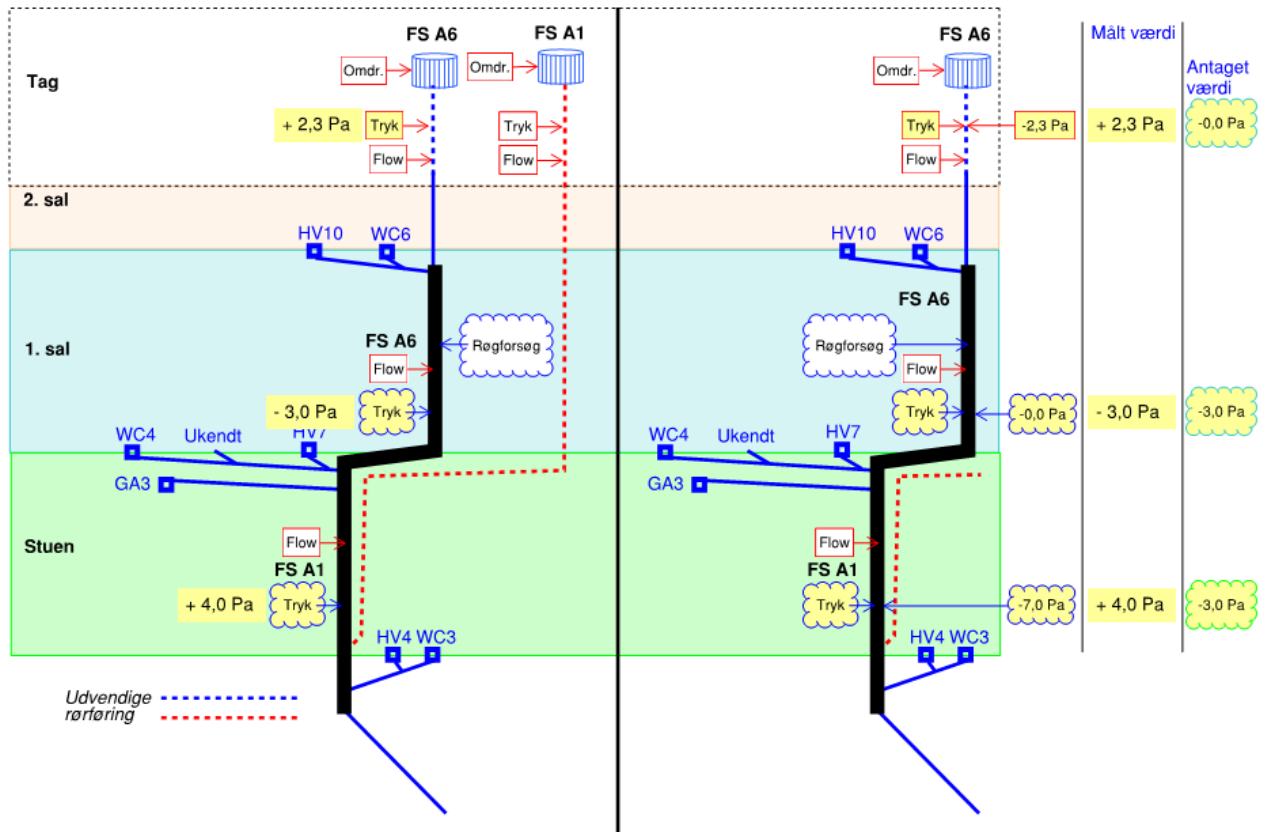 FS A6
FS A1
FS A6
Målt værdi
Omdr.
Omdr.
Omdr.
Antaget
værdi
Tag
+ 2,3 Pa
Tryk
Tryk
Tryk
-2,3 Pa
+ 2,3 Pa
-0,0 Pa
Flow
Flow
Flow
2. sal
HV10
WC6
HV10
WC6
FS A6
1. sal
FS A6
Røgforsøg
Røgforsøg
Flow
Flow
- 3,0 Pa
Tryk
Tryk
-0,0 Pa
- 3,0 Pa
-3,0 Pa
WC4
Ukendt
HV7
WC4
Ukendt
HV7
GA3
GA3
Stuen
Flow
Flow
FS A1
FS A1
+ 4,0 Pa
Tryk
Tryk
-7,0 Pa
+ 4,0 Pa
-3,0 Pa
HV4 WC3
HV4 WC3
Udvendige
rørføring